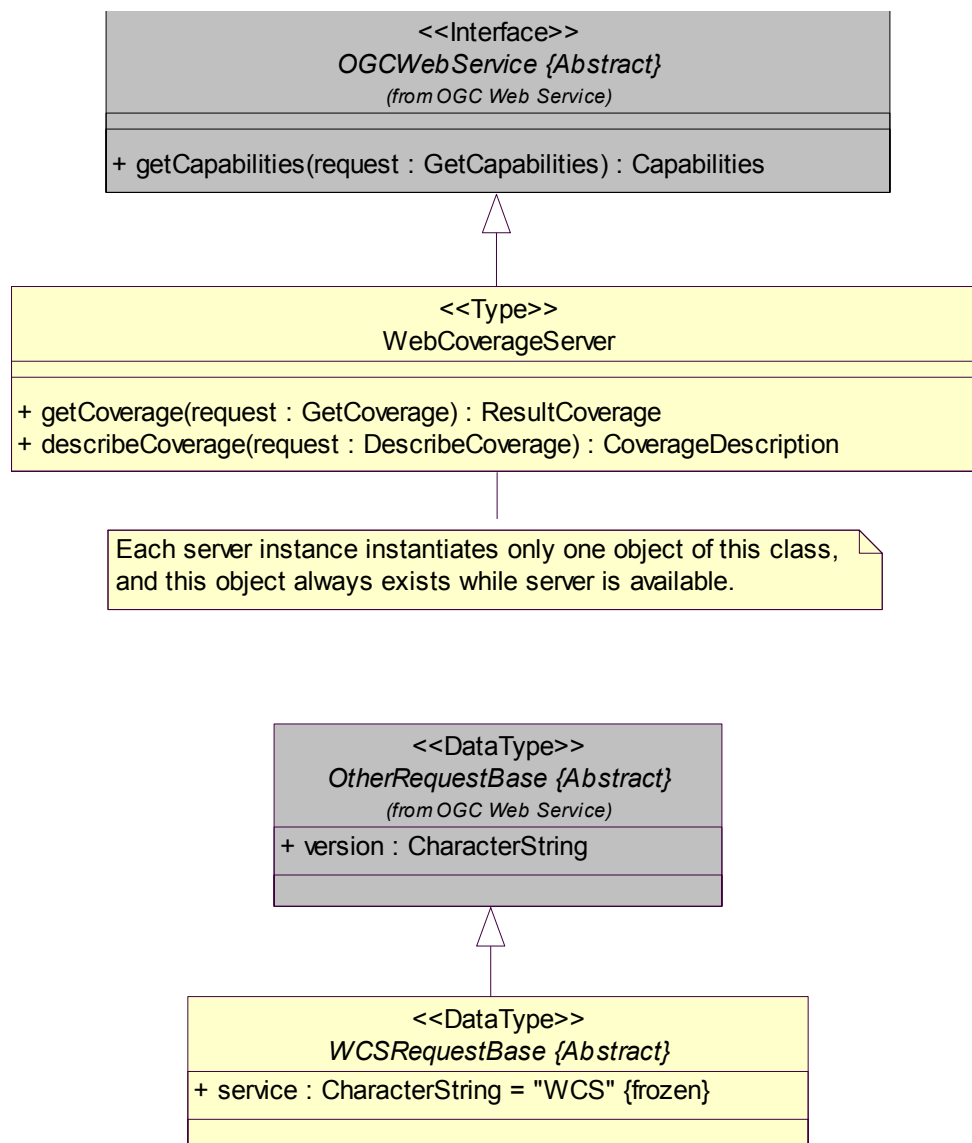 <<Interface>>
OGCWebService {Abstract}
(from OGC Web Service)
+ getCapabilities(request : GetCapabilities) : Capabilities
<<Type>>
WebCoverageServer
+ getCoverage(request : GetCoverage) : ResultCoverage
+ describeCoverage(request : DescribeCoverage) : CoverageDescription
Each server instance instantiates only one object of this class,
and this object always exists while server is available.
<<DataType>>
OtherRequestBase {Abstract}
(from OGC Web Service)
+ version : CharacterString
<<DataType>>
WCSRequestBase {Abstract}
+ service : CharacterString = "WCS" {frozen}